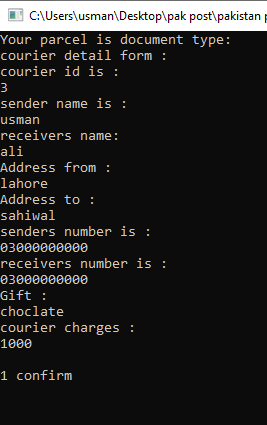 C:\Users\usman\Desktop\pak post\pakistan p
Your parcel is document type:
courier detail form :
courier id is :
3
sender name is :
usman
receivers name:
ali
Address from :
lahore
Address to :
sahiwal
senders number is :
03000000000
receivers number is :
03000000000
Gift :
choclate
courier charges :
1000
1 confirm